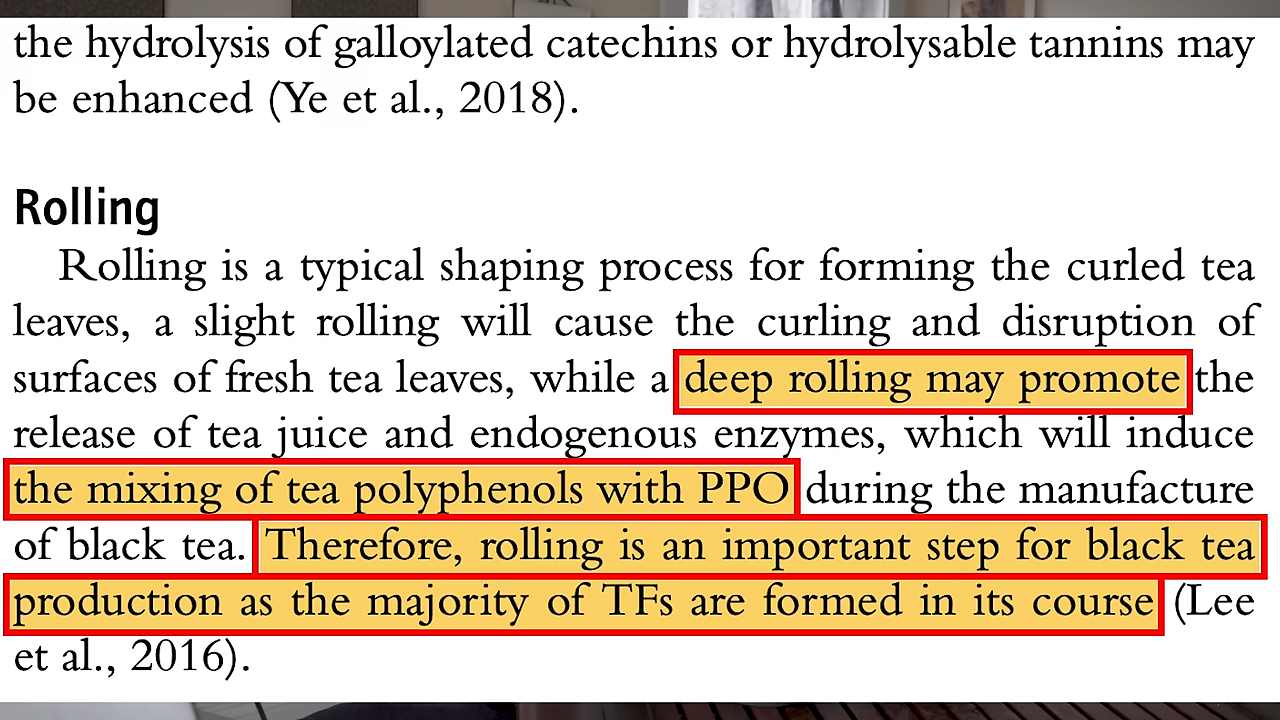 the hydrolysis of galloylated catechins or hydrolysable tannins may
be enhanced (Ye et al., 2018).
Rolling
Rolling is a typical shaping process for forming the curled tea
leaves, a slight rolling will cause the curling and disruption of
surfaces of fresh tea leaves, while a deep rolling may promote the
release of tea juice and endogenous enzymes, which will induce
the mixing of tea polyphenols with PPO during the manufacture
of black tea. Therefore, rolling is an important step for black tea
production as the majority of TFs are formed in its course (Lee
et al., 2016).